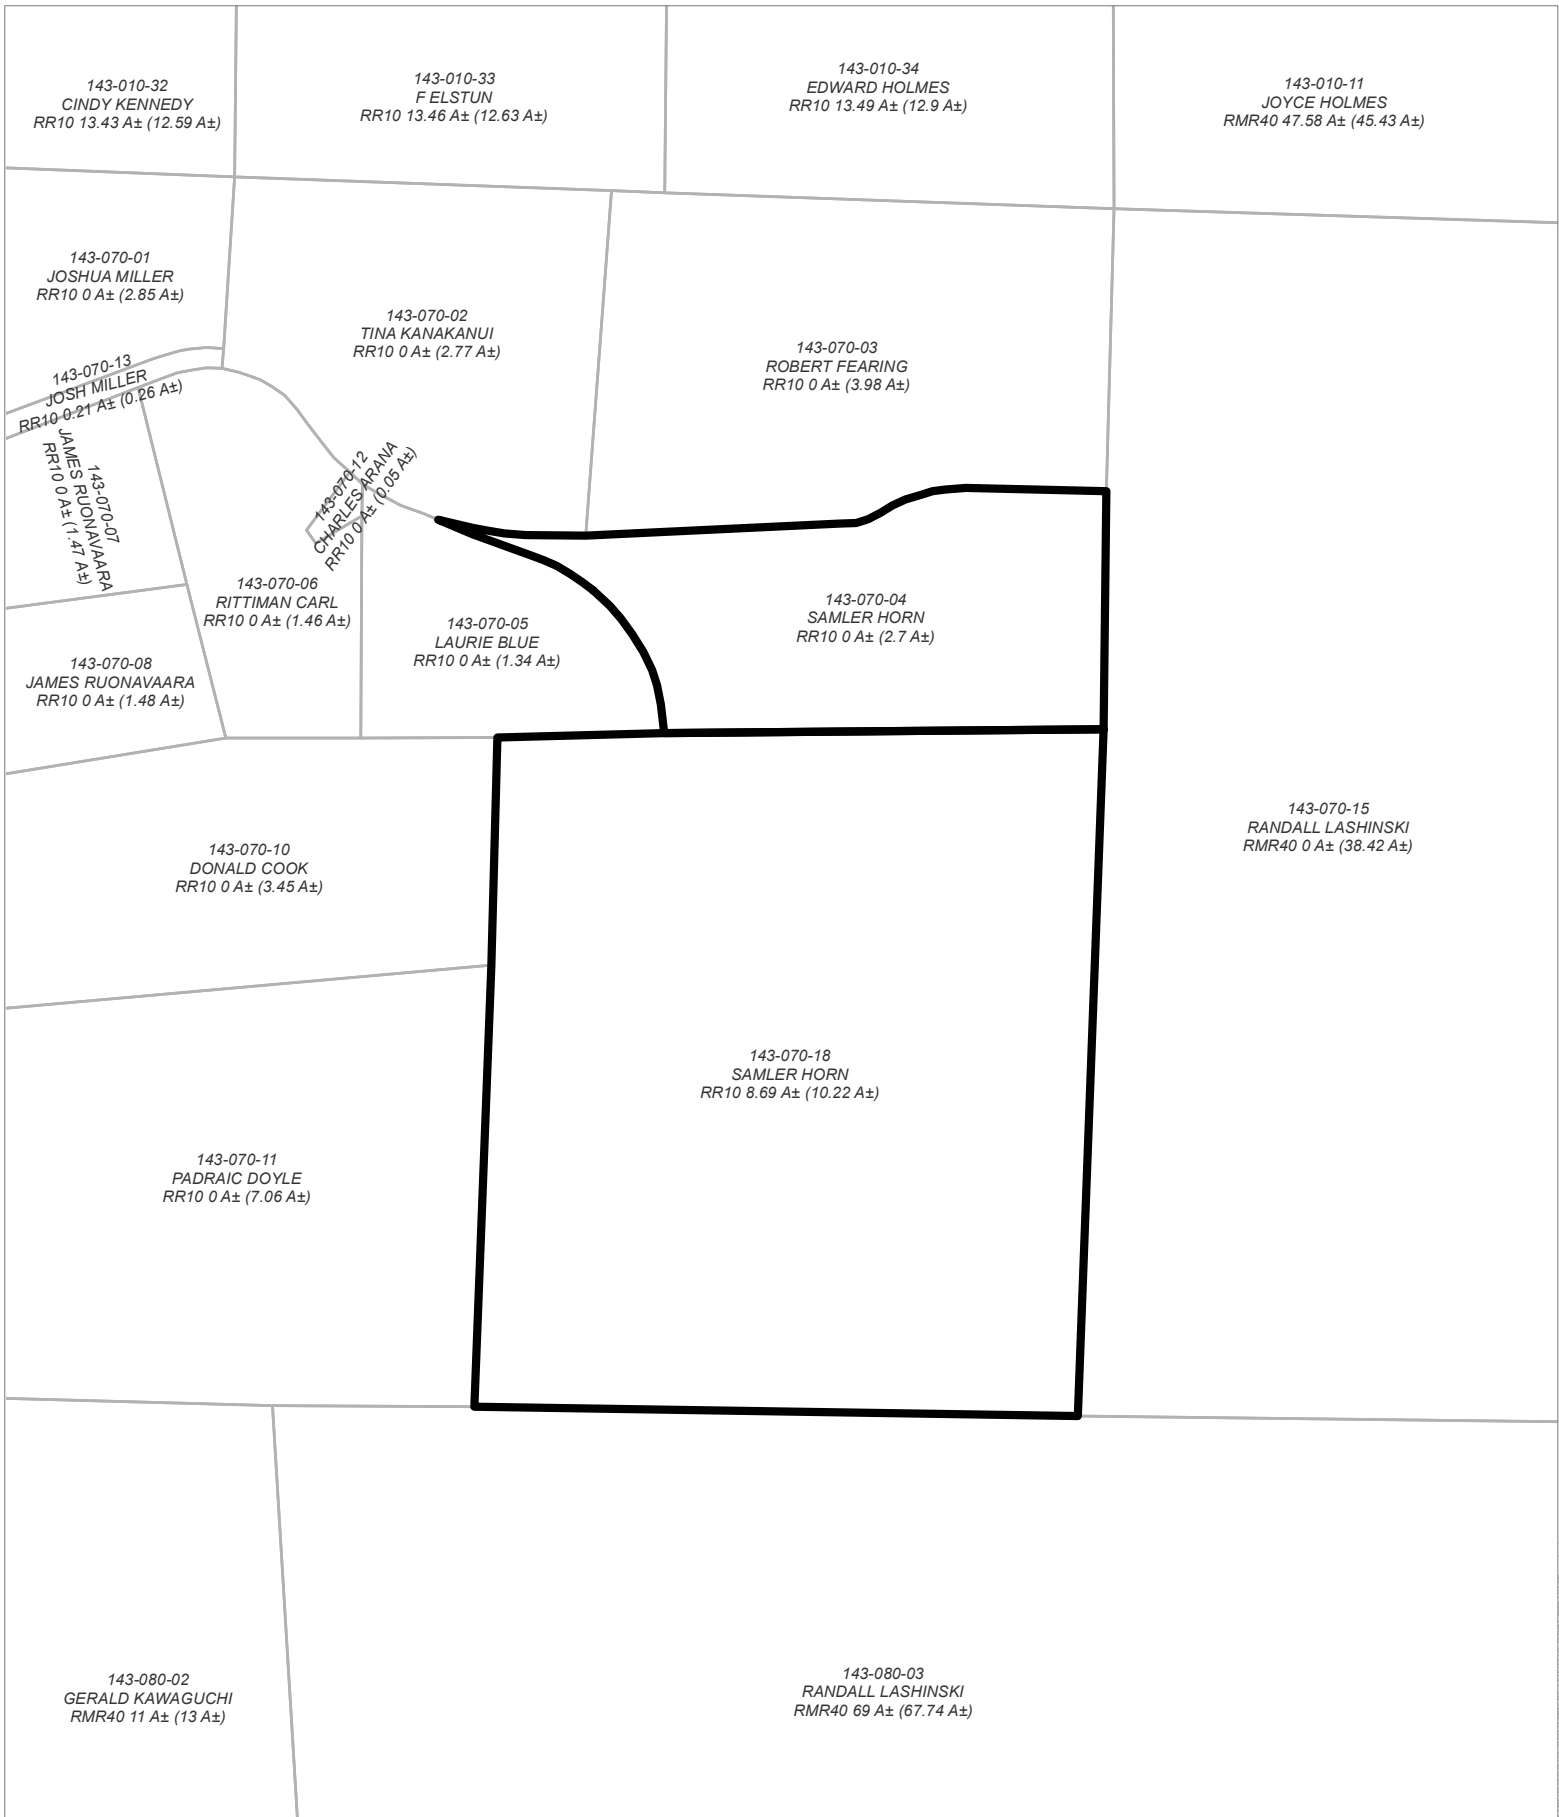 143-010-32
CINDY KENNEDY
RR10 13.43 A± (12.59 A±)
143-010-33
F ELSTUN
RR10 13.46 A± (12.63 A±)
143-010-34
EDWARD HOLMES
RR10 13.49 A± (12.9 A±)
143-010-11
JOYCE HOLMES
RMR40 47.58 A± (45.43 A±)
143-070-01
JOSHUA MILLER
RR10 0 A± (2.85 A±)
143-070-02
TINA KANAKANUI
RR10 0 A± (2.77 A±)
143-070-03
ROBERT FEARING
RR10 0 A± (3.98 A±)
143-070-13
JOSH MILLER
RR10 0.21 A± (0.26 A±)
143-070-07
JAMES RUONAVAARA
RR10 0 A± (1.47 A±)
143-070-12
CHARLES ARANA
RR10 0 A± (0.05 A±)
143-070-06
RITTIMAN CARL
RR10 0 A± (1.46 A±)
143-070-05
LAURIE BLUE
RR10 0 A± (1.34 A±)
143-070-04
SAMLER HORN
RR10 0 A± (2.7 A±)
143-070-08
JAMES RUONAVAARA
RR10 0 A± (1.48 A±)
143-070-15
RANDALL LASHINSKI
RMR40 0 A± (38.42 A±)
143-070-10
DONALD COOK
RR10 0 A± (3.45 A±)
143-070-18
SAMLER HORN
RR10 8.69 A± (10.22 A±)
143-070-11
PADRAIC DOYLE
RR10 0 A± (7.06 A±)
143-080-02
GERALD KAWAGUCHI
RMR40 11 A± (13 A±)
143-080-03
RANDALL LASHINSKI
RMR40 69 A± (67.74 A±)